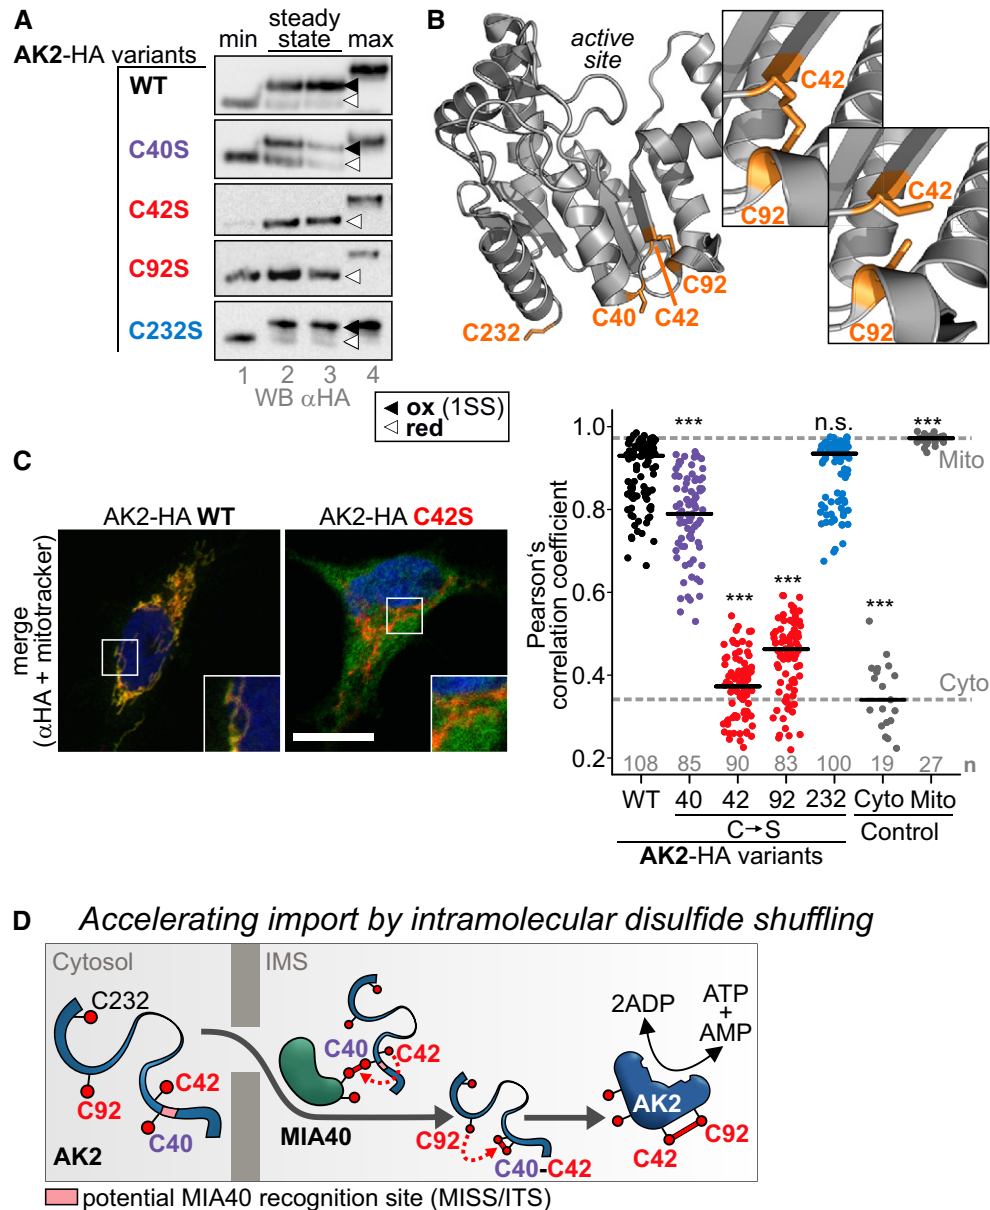 A
AK2-HA variants
min
steady state
max
WT
C40S
C42S
C92S
C232S
1 2 3 4
WB αHA
ox (1SS)
red
B
active site
C232
C40
C42
C92
C42
C92
C42
C92
C
AK2-HA WT
AK2-HA C42S
merge
(αHA + mitotracker)
Pearson‘s
correlation coefficient
1.0
0.8
0.6
0.4
0.2
***
***
***
n.s.
***
***
Mito
Cyto
108 85 90 83 100 19 27 n
WT 40 42 92 232 Cyto Mito
C→S
Control
AK2-HA variants
D
Accelerating import by intramolecular disulfide shuffling
Cytosol
IMS
C232
C92
C42
C40
AK2
C40
C42
MIA40
C92
C40-C42
2ADP
ATP
+
AMP
AK2
C92
C42
potential MIA40 recognition site (MISS/ITS)